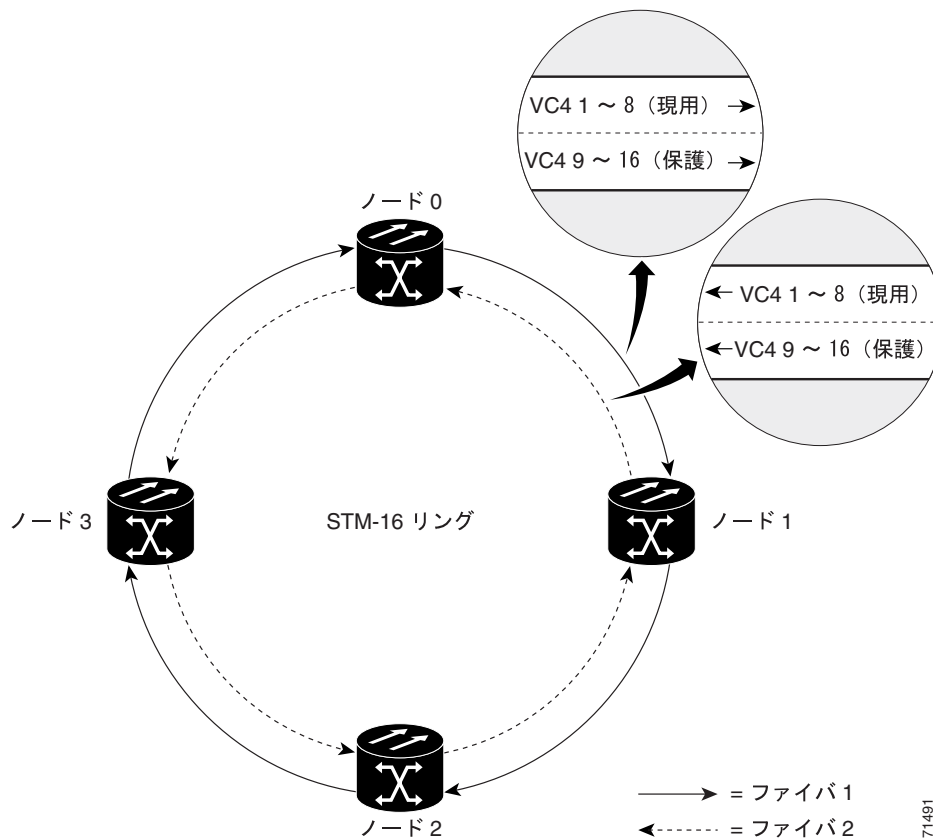 VC4 1 ～ 8（現用）
VC4 9 ～ 16（保護）
ノード 0
VC4 1 ～ 8（現用）
VC4 9 ～ 16（保護）
ノード 3
STM-16 リング
ノード 1
ノード 2
= ファイバ 1
= ファイバ 2
71491